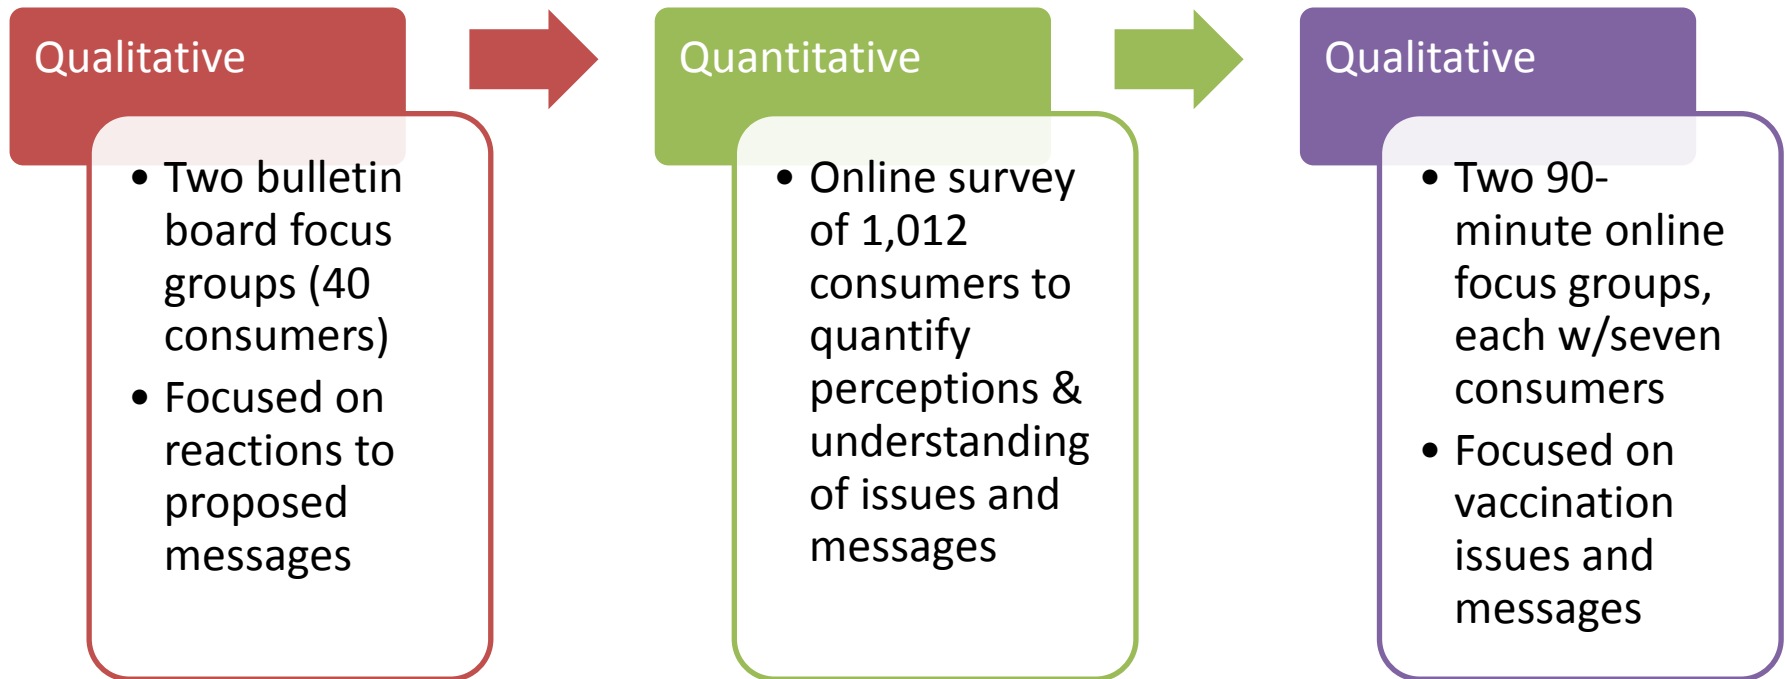 Qualitative
• Two bulletin
board focus
groups (40
consumers)
• Focused on
reactions to
proposed
messages
Quantitative
• Online survey
of 1,012
consumers to
quantify
perceptions &
understanding
of issues and
messages
Qualitative
• Two 90-
minute online
focus groups,
each w/seven
consumers
• Focused on
vaccination
issues and
messages